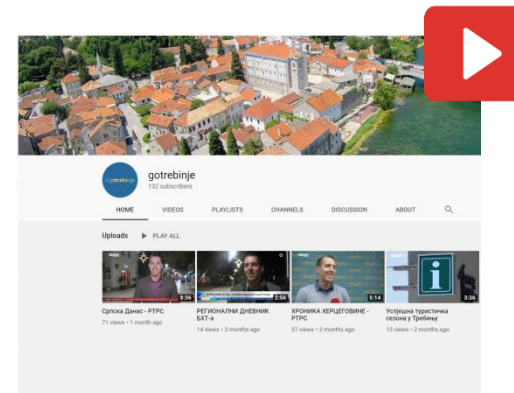 gotrebinje
gotrebinje
132 subscribers
HOME VIDEOS PLAYLISTS CHANNELS DISCUSSION ABOUT
Uploads PLAY ALL
8:36 2:56 5:14 3:36
Српска Данас - РТРС
71 views • 1 month ago
РЕГИОНАЛНИ ДНЕВНИК
БХТ-а
14 views • 2 months ago
ХРОНИКА ХЕРЦЕГОВИНЕ -
РТРС
37 views • 2 months ago
Успјешна туристичка
сезона у Требињу
13 views • 2 months ago